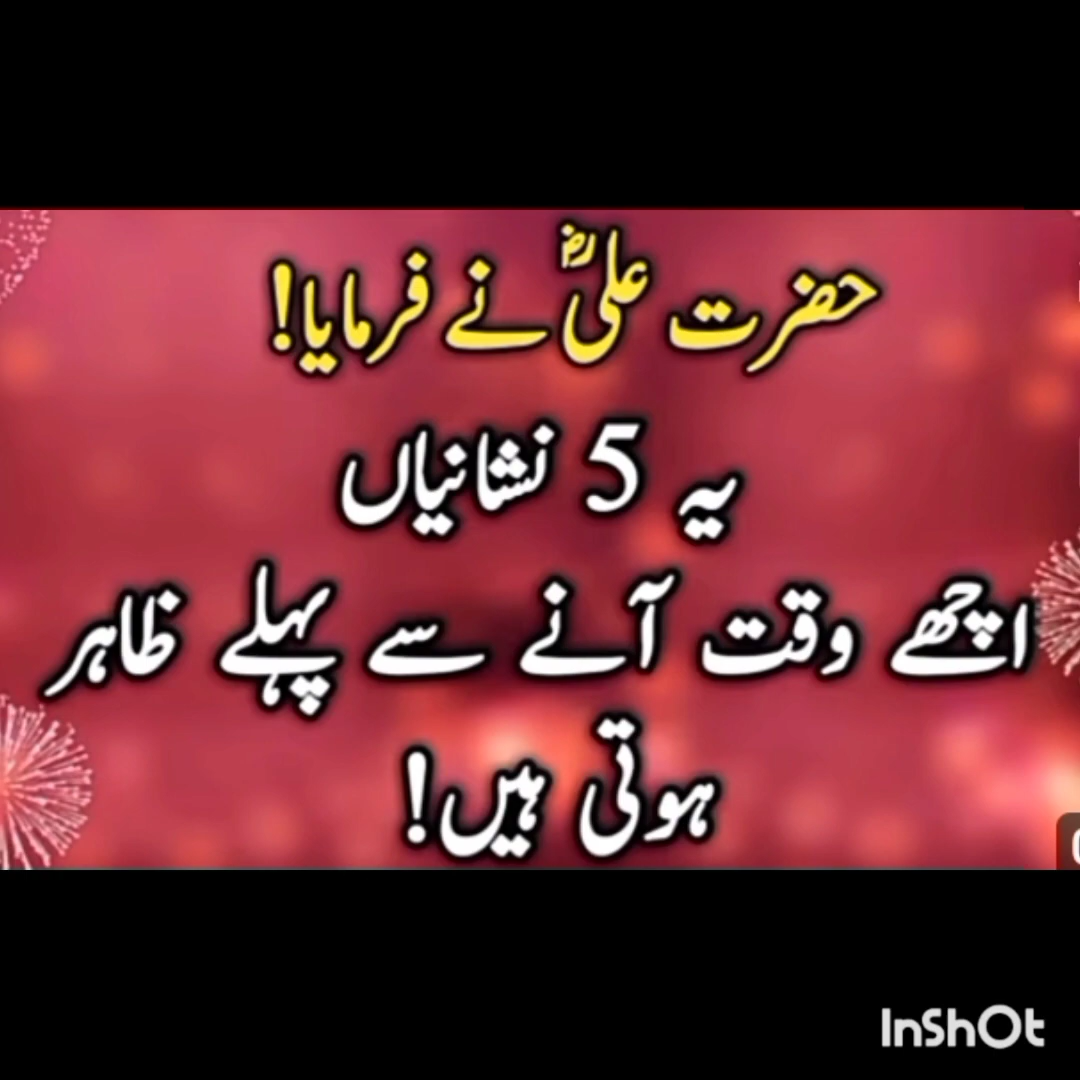 حضرت علیؓ نے فرمایا!
یہ 5 نشانیاں
اچھے وقت آنے سے پہلے ظاہر
ہوتی ہیں!
InShOt